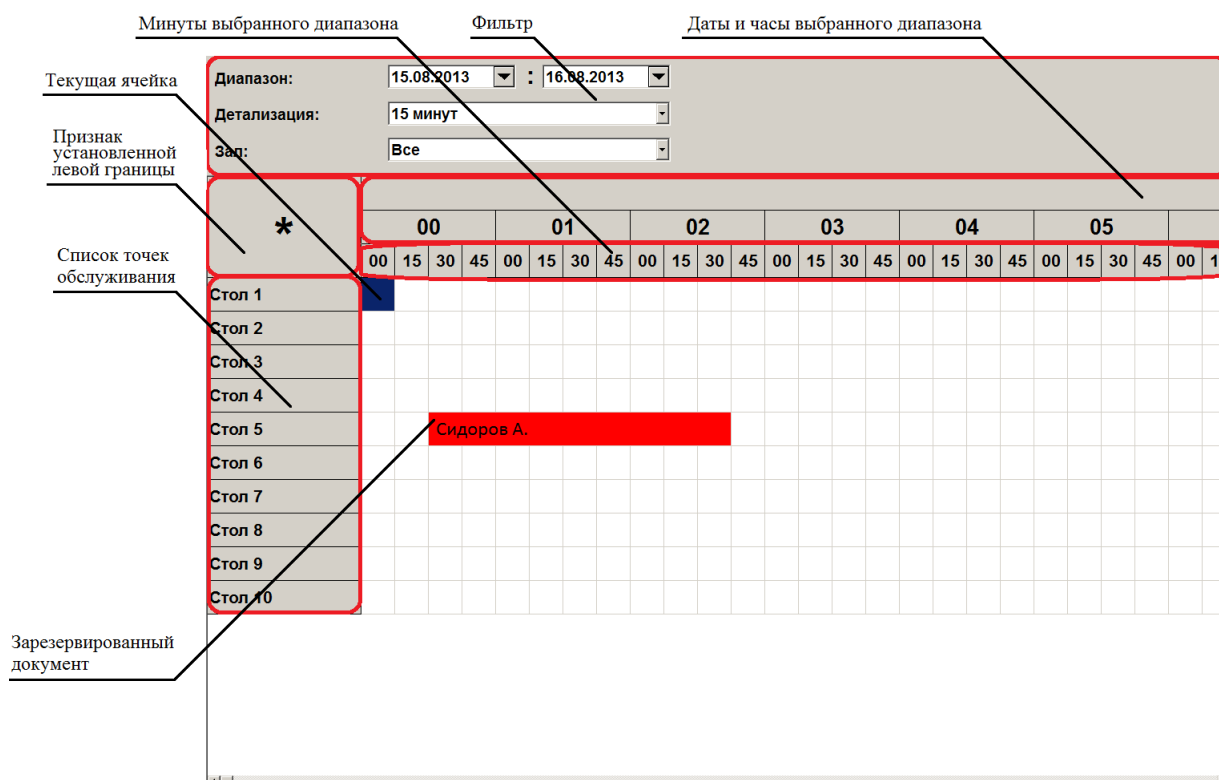 Минуты выбранного диапазона
Фильтр
Даты и часы выбранного диапазона
Текущая ячейка
Признак
установленной
левой границы
Список точек
обслуживания
Зарезервированный
документ
Диапазон: 15.08.2013 : 16.08.2013
Детализация: 15 минут
Зал: Все
*
00 01 02 03 04 05
00 15 30 45 00 15 30 45 00 15 30 45 00 15 30 45 00 15 30 45 00 15 30 45 00 1
Стол 1
Стол 2
Стол 3
Стол 4
Стол 5 Сидоров А.
Стол 6
Стол 7
Стол 8
Стол 9
Стол 10